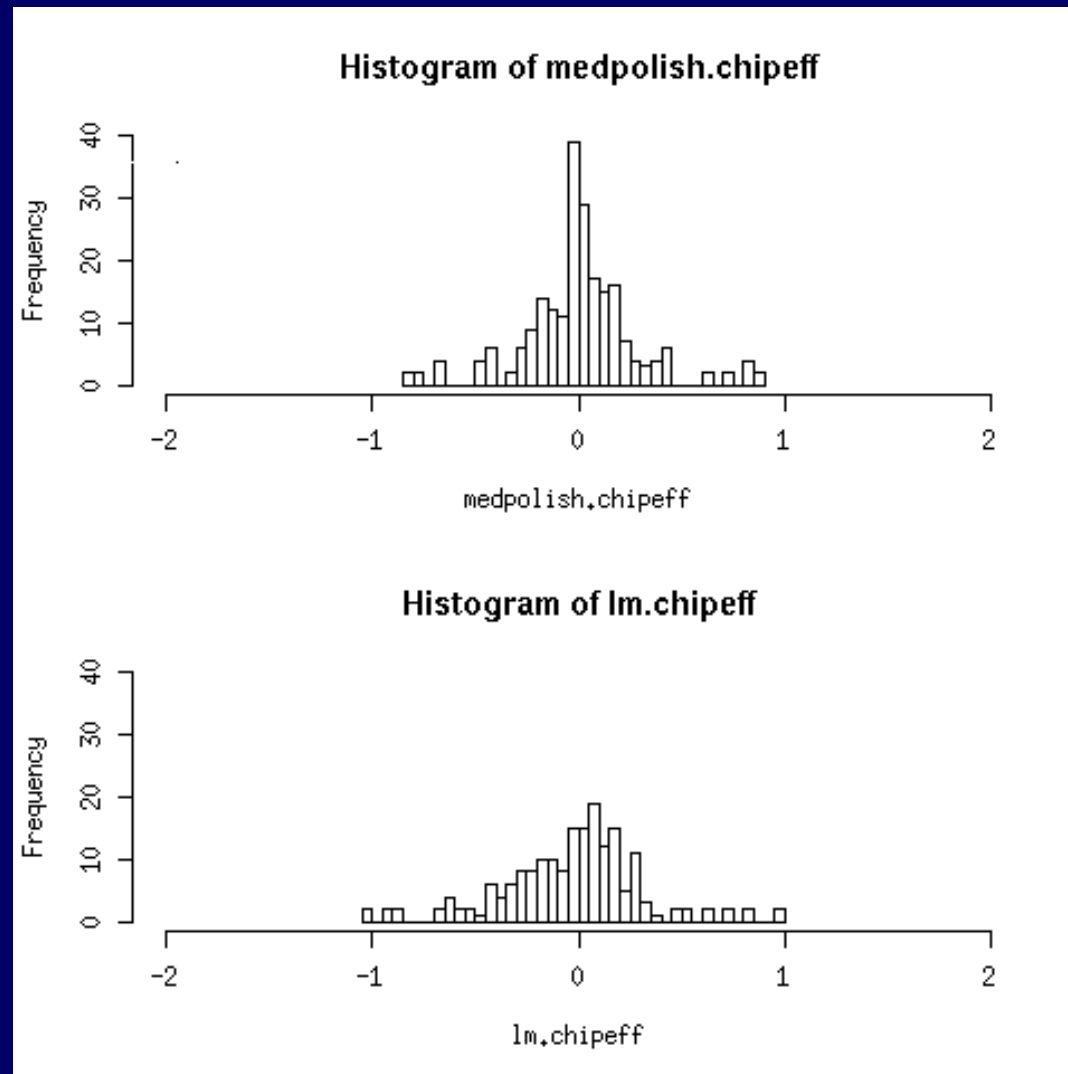 Histogram of medpolish.chipeff
Frequency
40
30
20
10
0
-2 -1 0 1 2
medpolish.chipeff
Histogram of lm.chipeff
Frequency
40
30
20
10
0
-2 -1 0 1 2
lm.chipeff